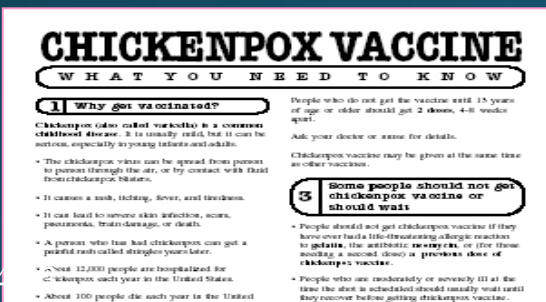 CHICKENPOX VACCINE
WHAT YOU NEED TO KNOW
1 Why get vaccinated?
Chickenpox (also called varicella) is a common
childhood disease. It is usually mild, but it can be
serious, especially in young infants and adults.
• The chickenpox virus can be spread from person
to person through the air, or by contact with fluid
from chickenpox blisters.
• It causes a rash, itching, fever, and tiredness.
• It can lead to severe skin infection, scars,
pneumonia, brain damage, or death.
• A person who has had chickenpox can get a
painful rash called shingles years later.
• About 12,000 people are hospitalized for
chickenpox each year in the United States.
• About 100 people die each year in the United
People who do not get the vaccine until 13 years
of age or older should get 2 doses, 4-8 weeks
apart.
Ask your doctor or nurse for details.
Chickenpox vaccine may be given at the same time
as other vaccines.
3 Some people should not get
chickenpox vaccine or
should wait
• People should not get chickenpox vaccine if they
have ever had a life-threatening allergic reaction
to gelatin, the antibiotic neomycin, or (for those
needing a second dose) a previous dose of
chickenpox vaccine.
• People who are moderately or severely ill at the
time the shot is scheduled should usually wait until
they recover before getting chickenpox vaccine.